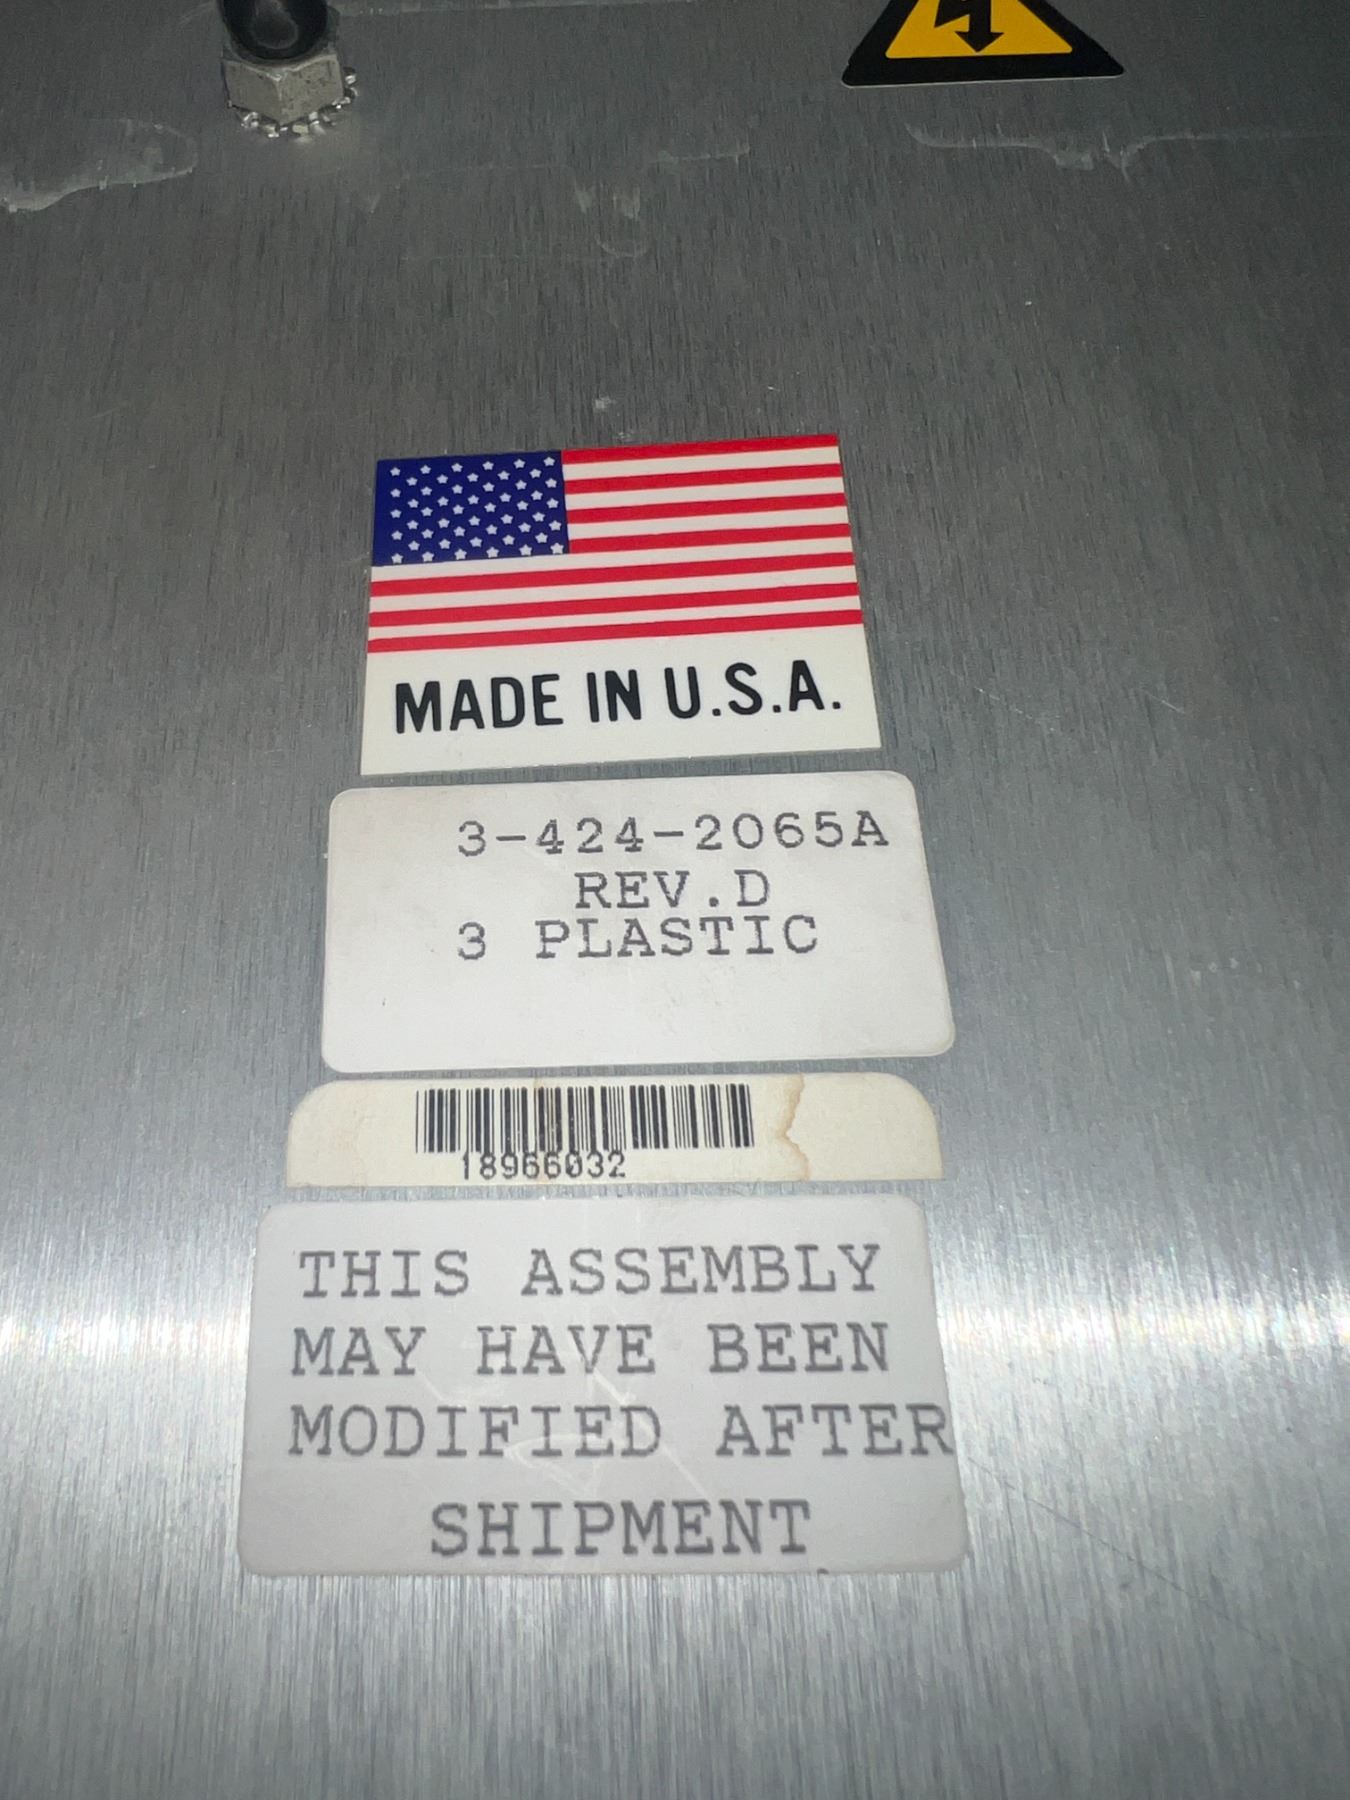 MADE IN U.S.A.
3-424-2065A
REV.D
3 PLASTIC
18966032
THIS ASSEMBLY
MAY HAVE BEEN
MODIFIED AFTER
SHIPMENT